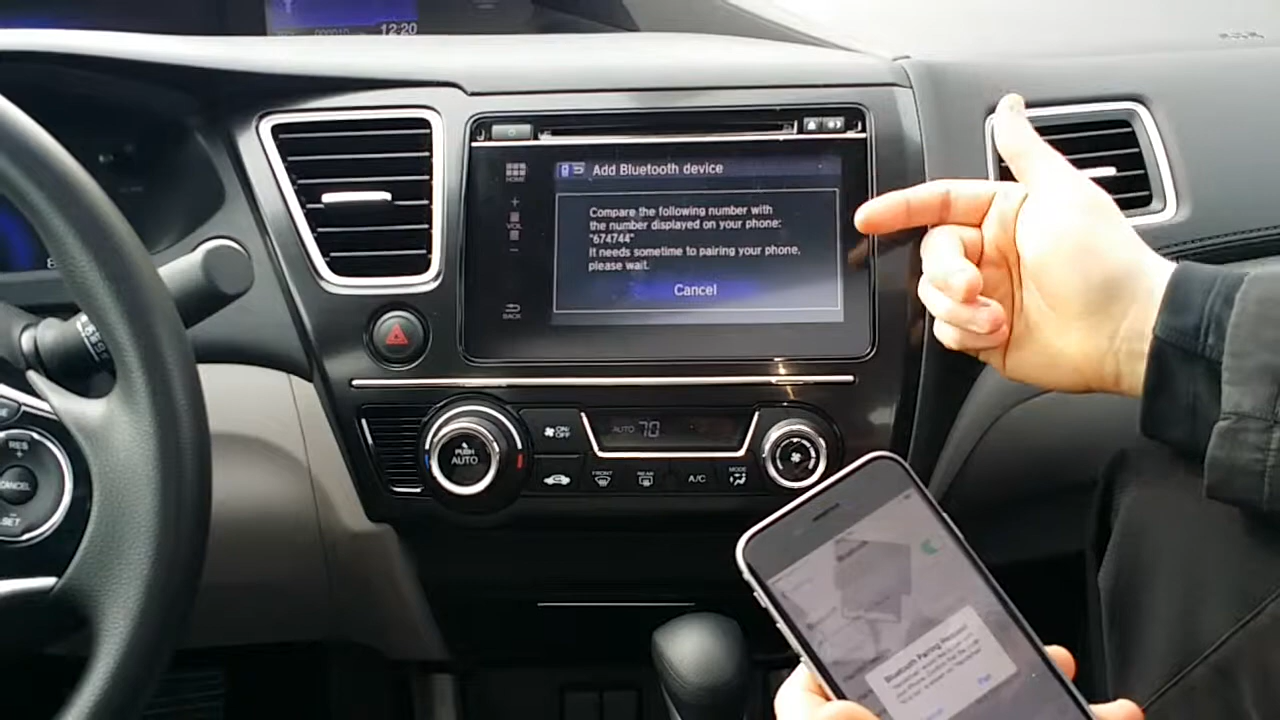 12:20
HOME
Add Bluetooth device
+
VOL
-
Compare the following number with
the number displayed on your phone:
"674744"
It needs sometime to pairing your phone,
please wait.
Cancel
BACK
RES
+
CANCEL
-
SET
PUSH
AUTO
ON/
OFF
AUTO 70
FRONT
REAR
A/C
MODE
Bluetooth
Bluetooth Pairing Request
Pair